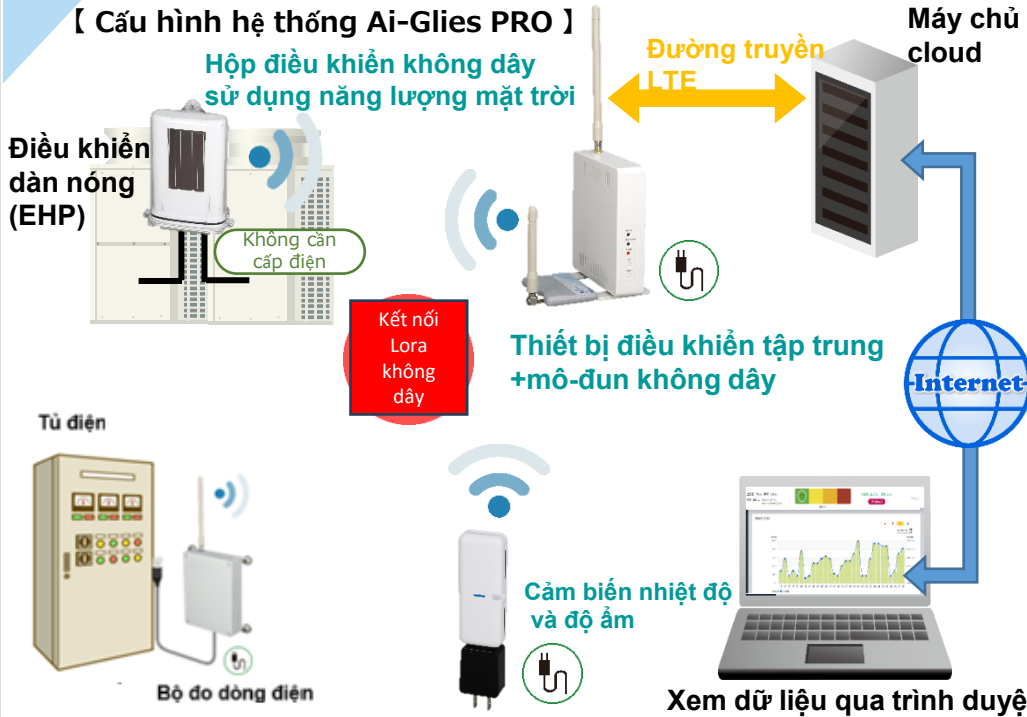 【 Cấu hình hệ thống Ai-Glies PRO 】
Máy chủ
cloud
Đường truyền
LTE
Hộp điều khiển không dây
sử dụng năng lượng mặt trời
Điều khiển
dàn nóng
(EHP)
Không cần
cấp điện
Kết nối
Lora
không
dây
Thiết bị điều khiển tập trung
+mô-đun không dây
Internet
Tủ điện
Cảm biến nhiệt độ
và độ ẩm
Bộ đo dòng điện
Xem dữ liệu qua trình duyệ